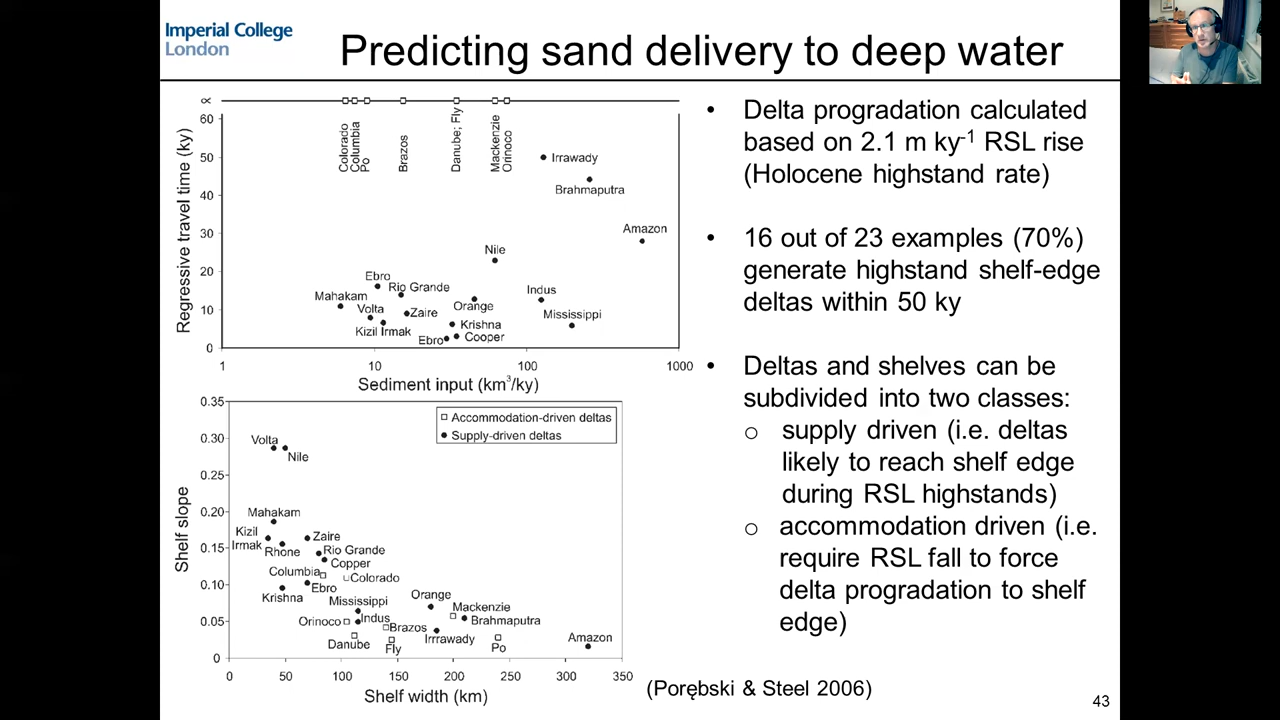 Imperial College
London
Predicting sand delivery to deep water
∝
60
50
40
30
20
10
0
Regressive travel time (ky)
Colorado
Columbia
Po
Brazos
Danube; Fly
Mackenzie
Orinoco
Irrawady
Brahmaputra
Amazon
Nile
Ebro
Rio Grande
Mahakam
Volta
Zaire
Orange
Indus
Kizil Irmak
Krishna
Mississippi
Ebro
Cooper
1
10
100
1000
Sediment input (km³/ky)
0.35
0.30
0.25
0.20
0.15
0.10
0.05
0
Shelf slope
Accommodation-driven deltas
Supply-driven deltas
Volta
Nile
Mahakam
Kizil
Irmak
Rhone
Zaire
Rio Grande
Copper
Columbia
Colorado
Ebro
Krishna
Mississippi
Orange
Mackenzie
Orinoco
Indus
Brazos
Brahmaputra
Danube
Fly
Irrrawady
Po
Amazon
0
50
100
150
200
250
300
350
Shelf width (km)
• Delta progradation calculated
based on 2.1 m ky⁻¹ RSL rise
(Holocene highstand rate)
• 16 out of 23 examples (70%)
generate highstand shelf-edge
deltas within 50 ky
• Deltas and shelves can be
subdivided into two classes:
o supply driven (i.e. deltas
likely to reach shelf edge
during RSL highstands)
o accommodation driven (i.e.
require RSL fall to force
delta progradation to shelf
edge)
(Porębski & Steel 2006)
43